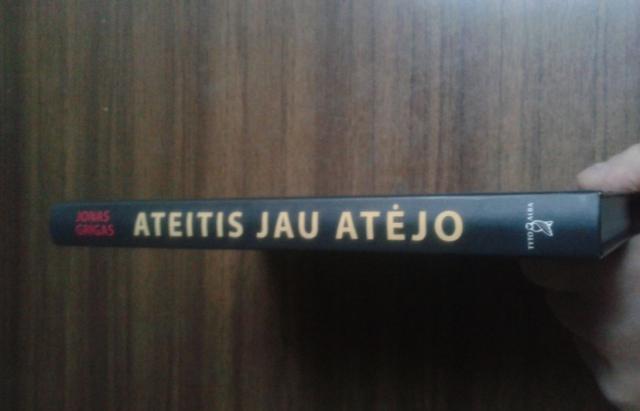 JONAS
GRIGAS
ATEITIS JAU ATĖJO
TYTO ALBA